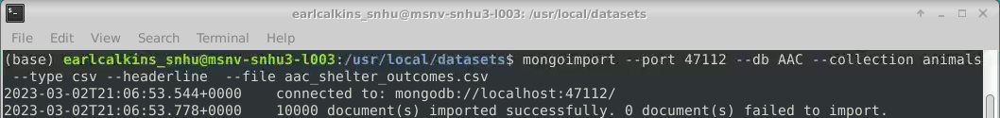 earlcalkins_snhu@msnv-snhu3-l003: /usr/local/datasets
File Edit View Search Terminal Help
(base) earlcalkins_snhu@msnv-snhu3-l003:/usr/local/datasets$ mongoimport --port 47112 --db AAC --collection animals
--type csv --headerline  --file aac_shelter_outcomes.csv
2023-03-02T21:06:53.544+0000    connected to: mongodb://localhost:47112/
2023-03-02T21:06:53.778+0000    10000 document(s) imported successfully. 0 document(s) failed to import.